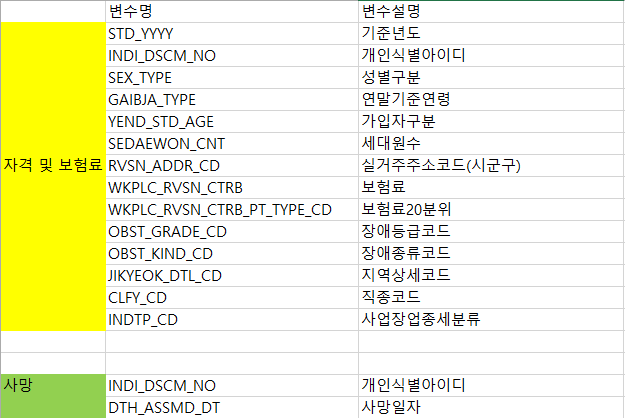 변수명 변수설명
STD_YYYY 기준년도
INDI_DSCM_NO 개인식별아이디
SEX_TYPE 성별구분
GAIBJA_TYPE 연말기준연령
YEND_STD_AGE 가입자구분
SEDAEWON_CNT 세대원수
자격 및 보험료 RVSN_ADDR_CD 실거주주소코드(시군구)
WKPLC_RVSN_CTRB 보험료
WKPLC_RVSN_CTRB_PT_TYPE_CD 보험료20분위
OBST_GRADE_CD 장애등급코드
OBST_KIND_CD 장애종류코드
JIKYEOK_DTL_CD 지역상세코드
CLFY_CD 직종코드
INDTP_CD 사업장업종세분류
사망 INDI_DSCM_NO 개인식별아이디
DTH_ASSMD_DT 사망일자